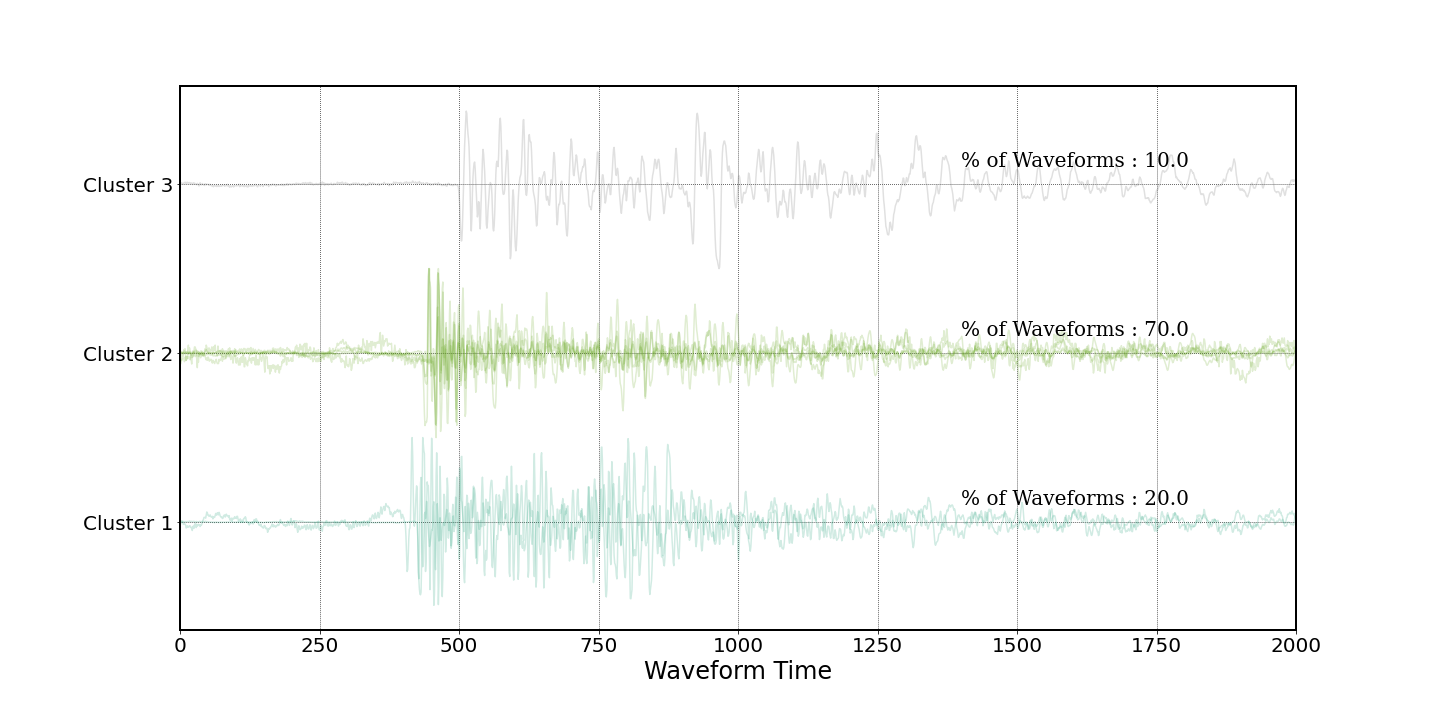 % of Waveforms : 10.0
Cluster 3
% of Waveforms : 70.0
Cluster 2
% of Waveforms : 20.0
Cluster 1
0 250 500 750 1000 1250 1500 1750 2000
Waveform Time